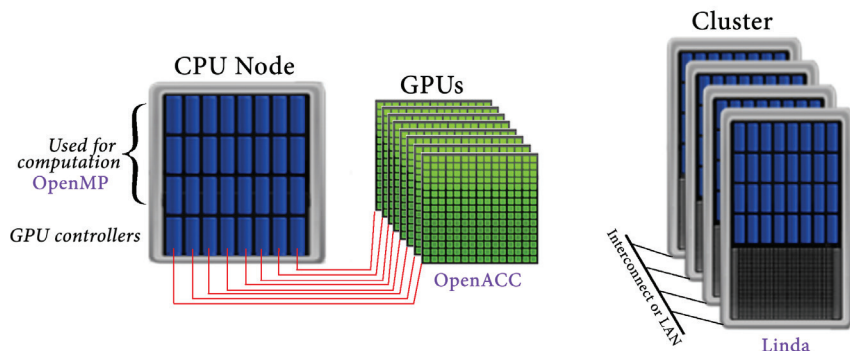 CPU Node
Used for
computation
OpenMP
GPU controllers
GPUs
OpenACC
Cluster
Interconnect or LAN
Linda